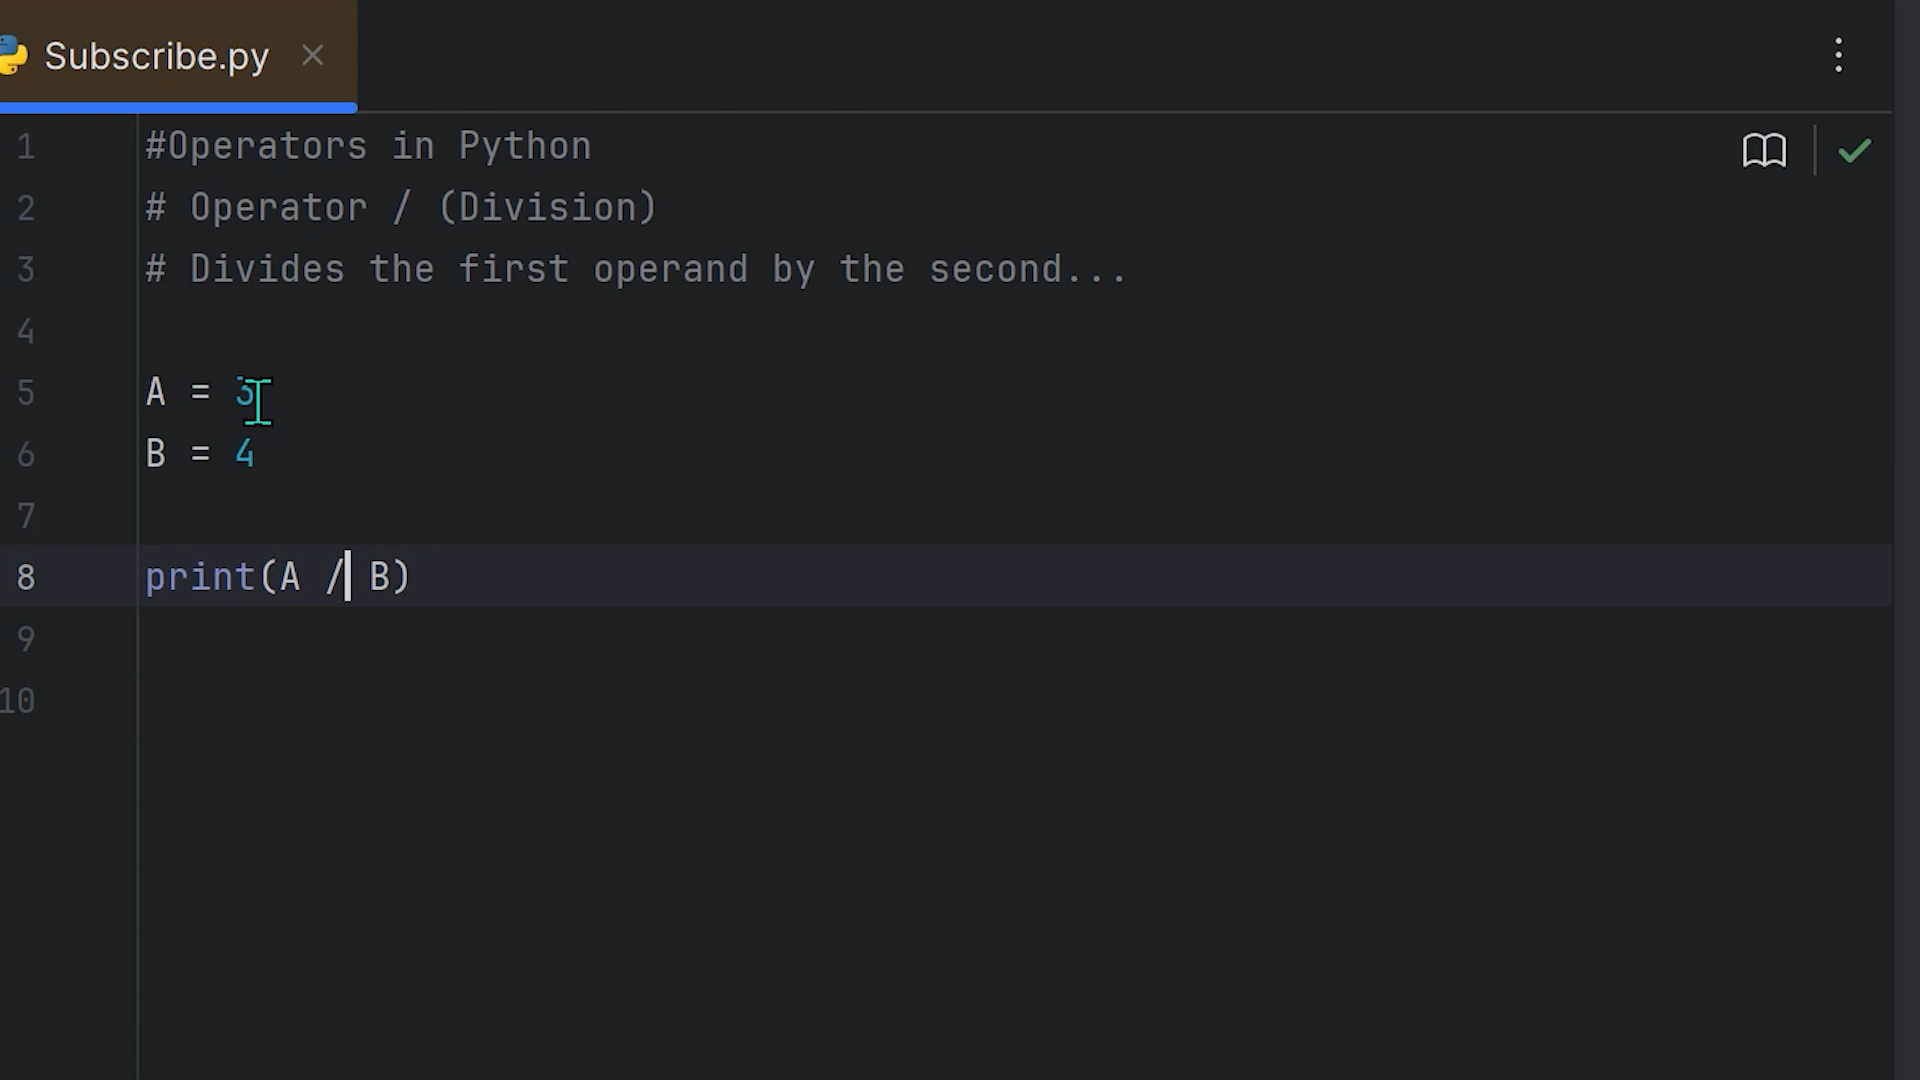 Subscribe.py
1 #Operators in Python
2 # Operator / (Division)
3 # Divides the first operand by the second...
4
5 A = 3
6 B = 4
7
8 print(A / B)
9
10